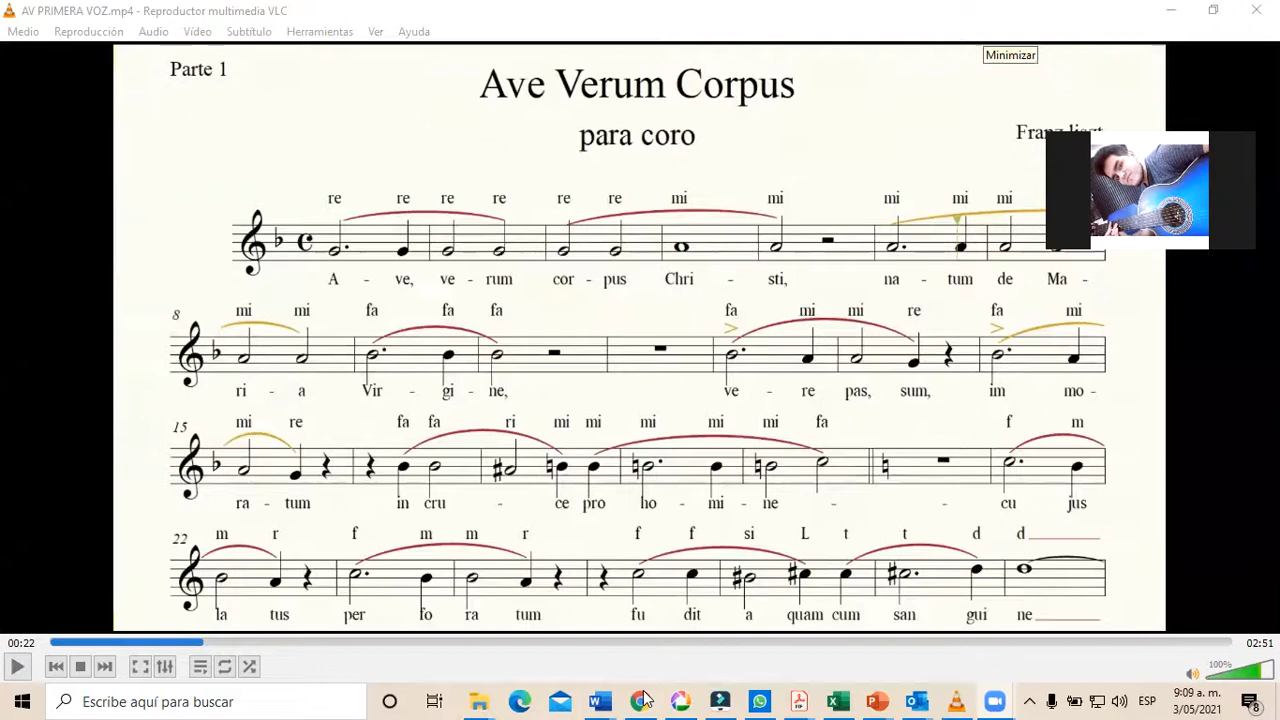 AV PRIMERA VOZ.mp4 - Reproductor multimedia VLC
Medio Reproducción Audio Vídeo Subtítulo Herramientas Ver Ayuda
Minimizar
Parte 1
Ave Verum Corpus
para coro
Franz liszt
re re re re re re mi mi mi mi mi
A - ve, ve - rum cor - pus Chri - sti, na - tum de Ma -
8
mi mi fa fa fa fa mi mi re fa mi
ri - a Vir - gi - ne, ve - re pas, sum, im mo -
15
mi re fa fa ri mi mi mi mi mi fa f m
ra - tum in cru - ce pro ho - mi - ne - - cu jus
22
m r f m m r f f si L t t d d
la tus per fo ra tum fu dit a quam cum san gui ne
00:22 02:51
100%
Escribe aquí para buscar
ESP
9:09 a. m.
3/05/2021
8